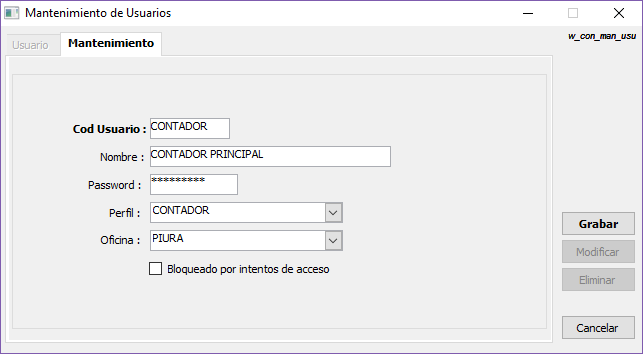 Mantenimiento de Usuarios
w_con_man_usu
Usuario
Mantenimiento
Cod Usuario : CONTADOR
Nombre : CONTADOR PRINCIPAL
Password : *********
Perfil : CONTADOR
Oficina : PIURA
Bloqueado por intentos de acceso
Grabar
Modificar
Eliminar
Cancelar